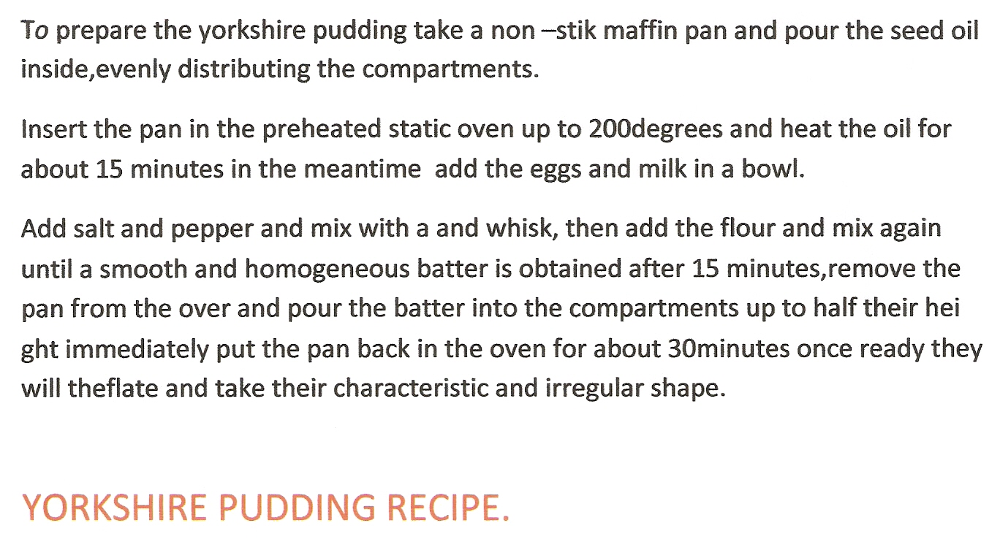 To prepare the yorkshire pudding take a non –stik maffin pan and pour the seed oil
inside,evenly distributing the compartments.
Insert the pan in the preheated static oven up to 200degrees and heat the oil for
about 15 minutes in the meantime  add the eggs and milk in a bowl.
Add salt and pepper and mix with a and whisk, then add the flour and mix again
until a smooth and homogeneous batter is obtained after 15 minutes,remove the
pan from the over and pour the batter into the compartments up to half their hei
ght immediately put the pan back in the oven for about 30minutes once ready they
will theflate and take their characteristic and irregular shape.
YORKSHIRE PUDDING RECIPE.